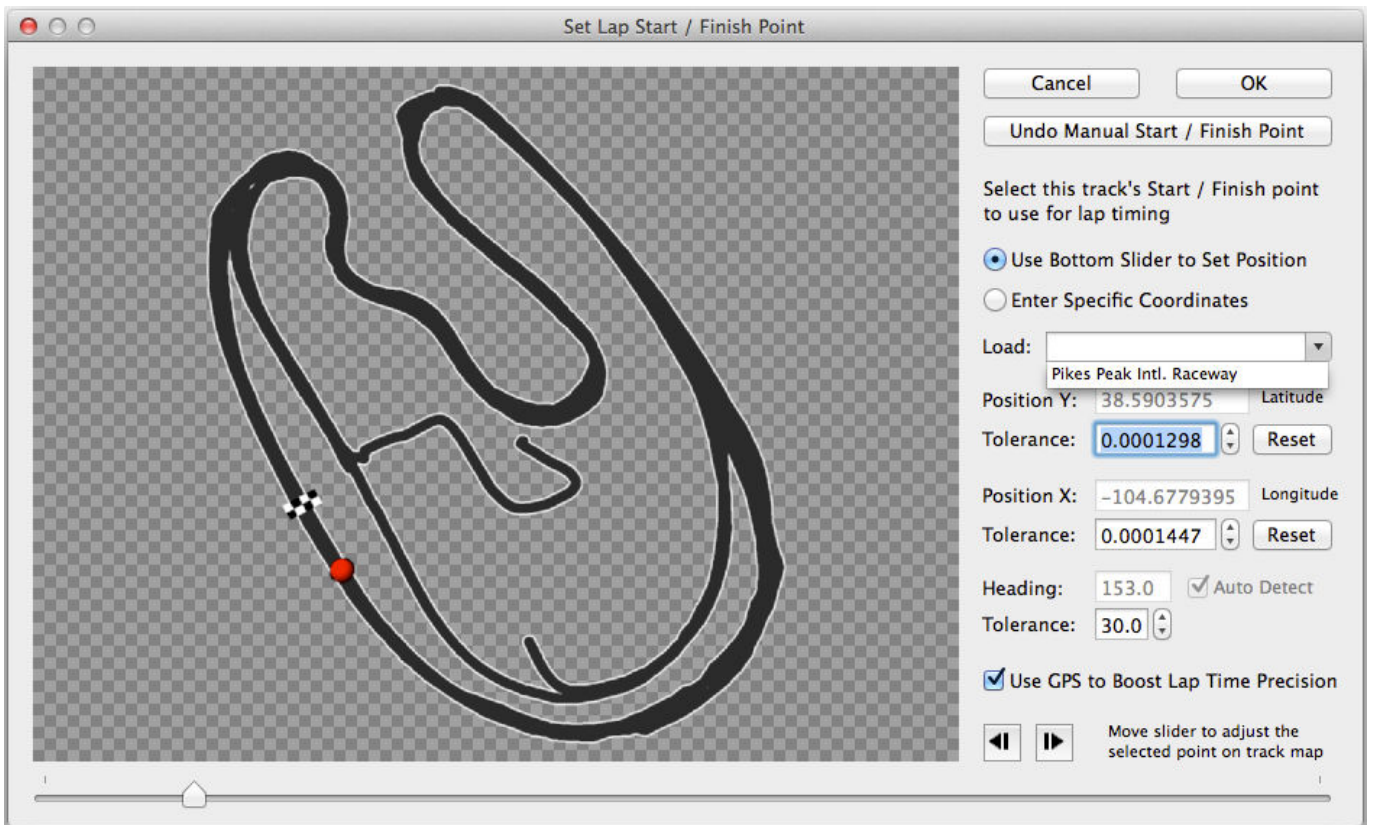 Set Lap Start / Finish Point
Cancel
OK
Undo Manual Start / Finish Point
Select this track's Start / Finish point
to use for lap timing
Use Bottom Slider to Set Position
Enter Specific Coordinates
Load:
Pikes Peak Intl. Raceway
Position Y: 38.5903575 Latitude
Tolerance: 0.0001298 Reset
Position X: -104.6779395 Longitude
Tolerance: 0.0001447 Reset
Heading: 153.0 Auto Detect
Tolerance: 30.0
Use GPS to Boost Lap Time Precision
Move slider to adjust the
selected point on track map